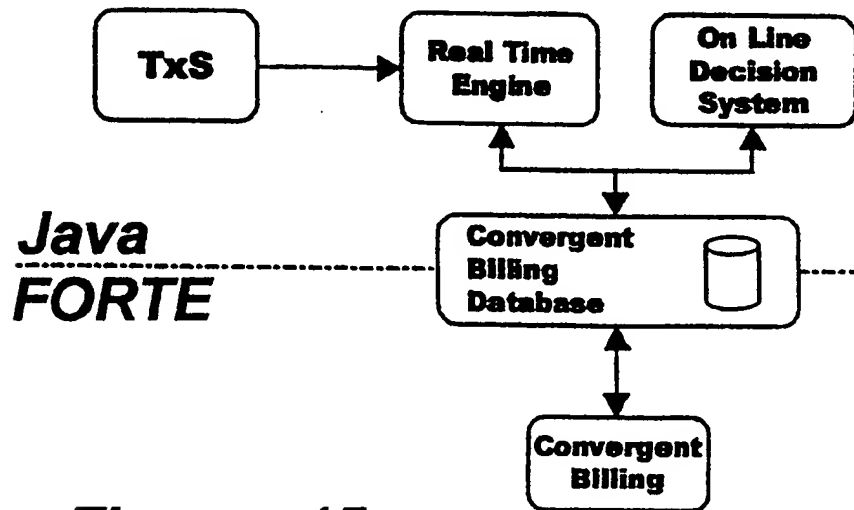 TxS
Real Time
Engine
On Line
Decision
System
Java
FORTE
Convergent
Billing
Database
Convergent
Billing